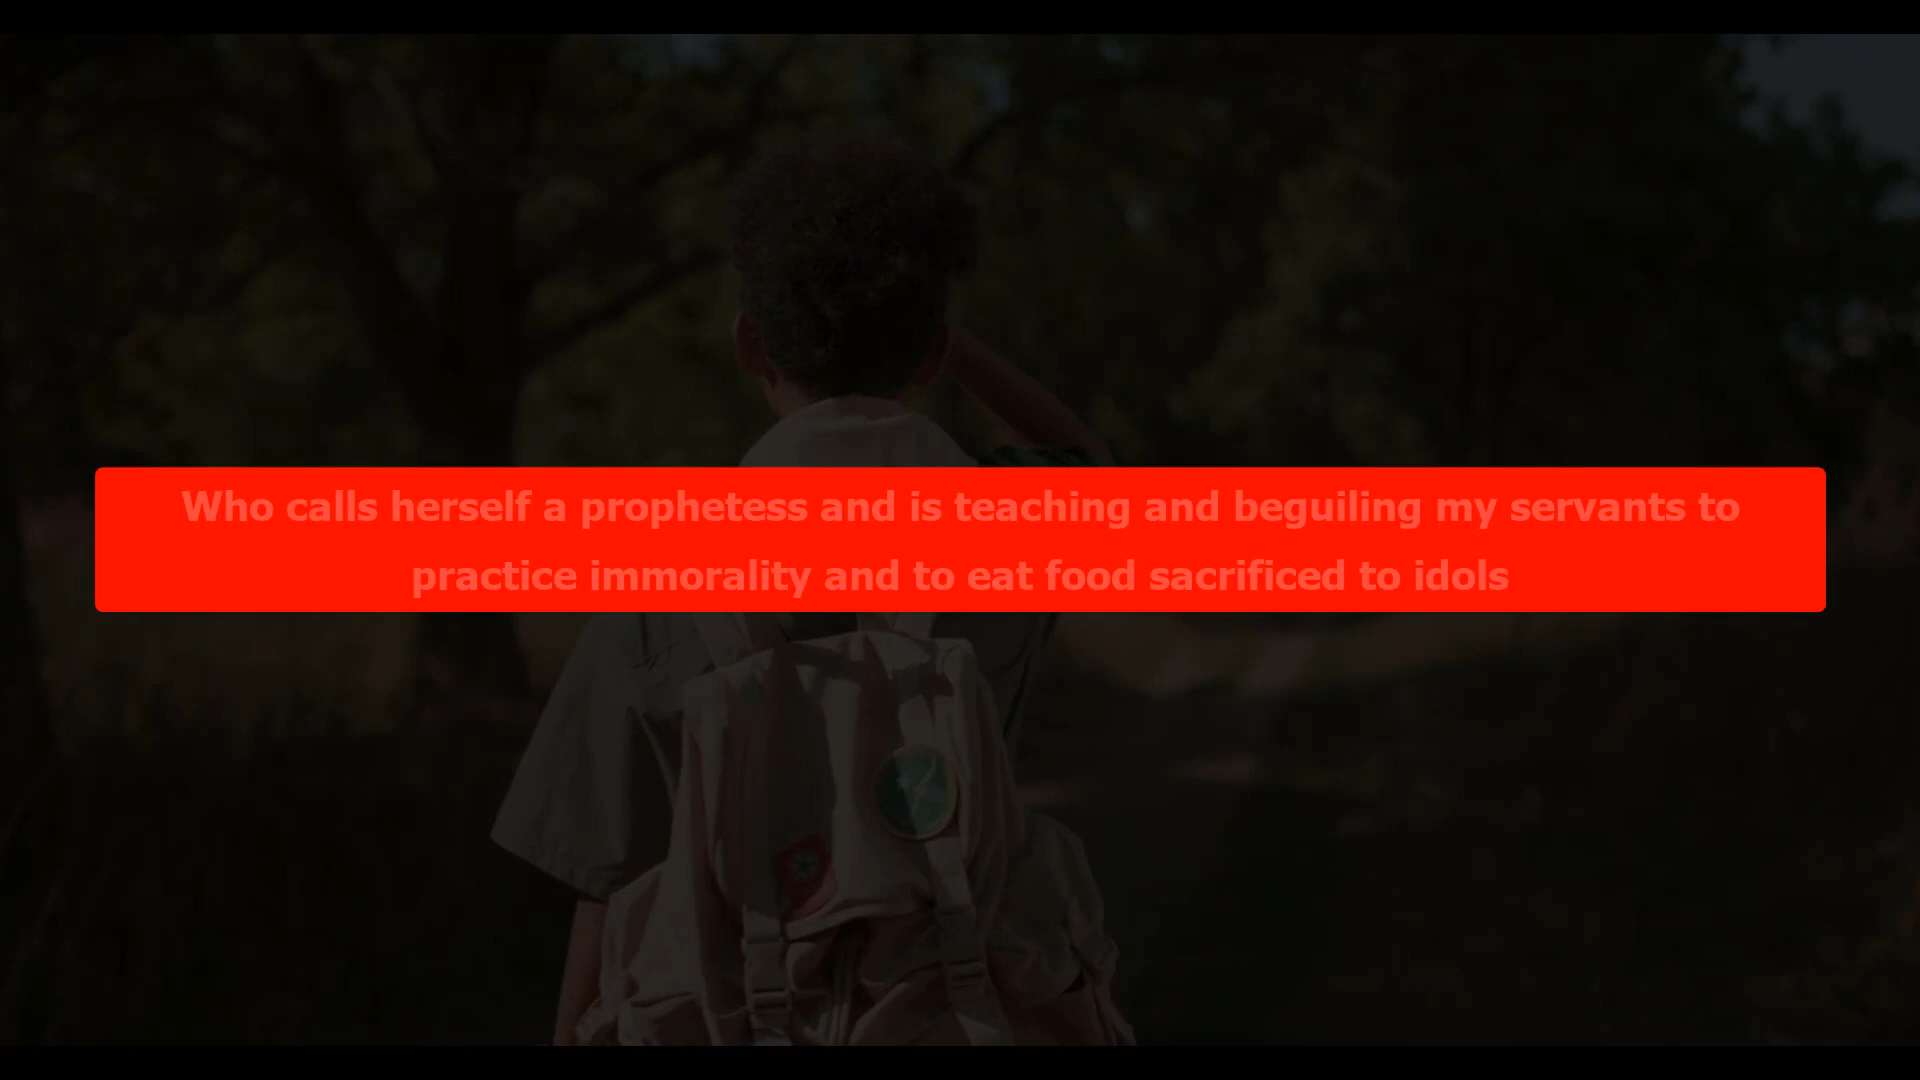 Who calls herself a prophetess and is teaching and beguiling my servants to
practice immorality and to eat food sacrificed to idols